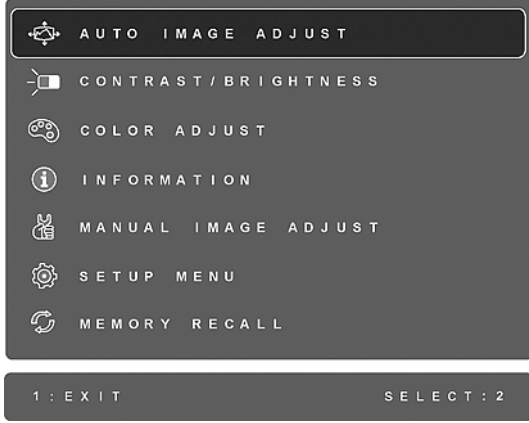 AUTO IMAGE ADJUST
CONTRAST/BRIGHTNESS
COLOR ADJUST
INFORMATION
MANUAL IMAGE ADJUST
SETUP MENU
MEMORY RECALL
1:EXIT SELECT:2